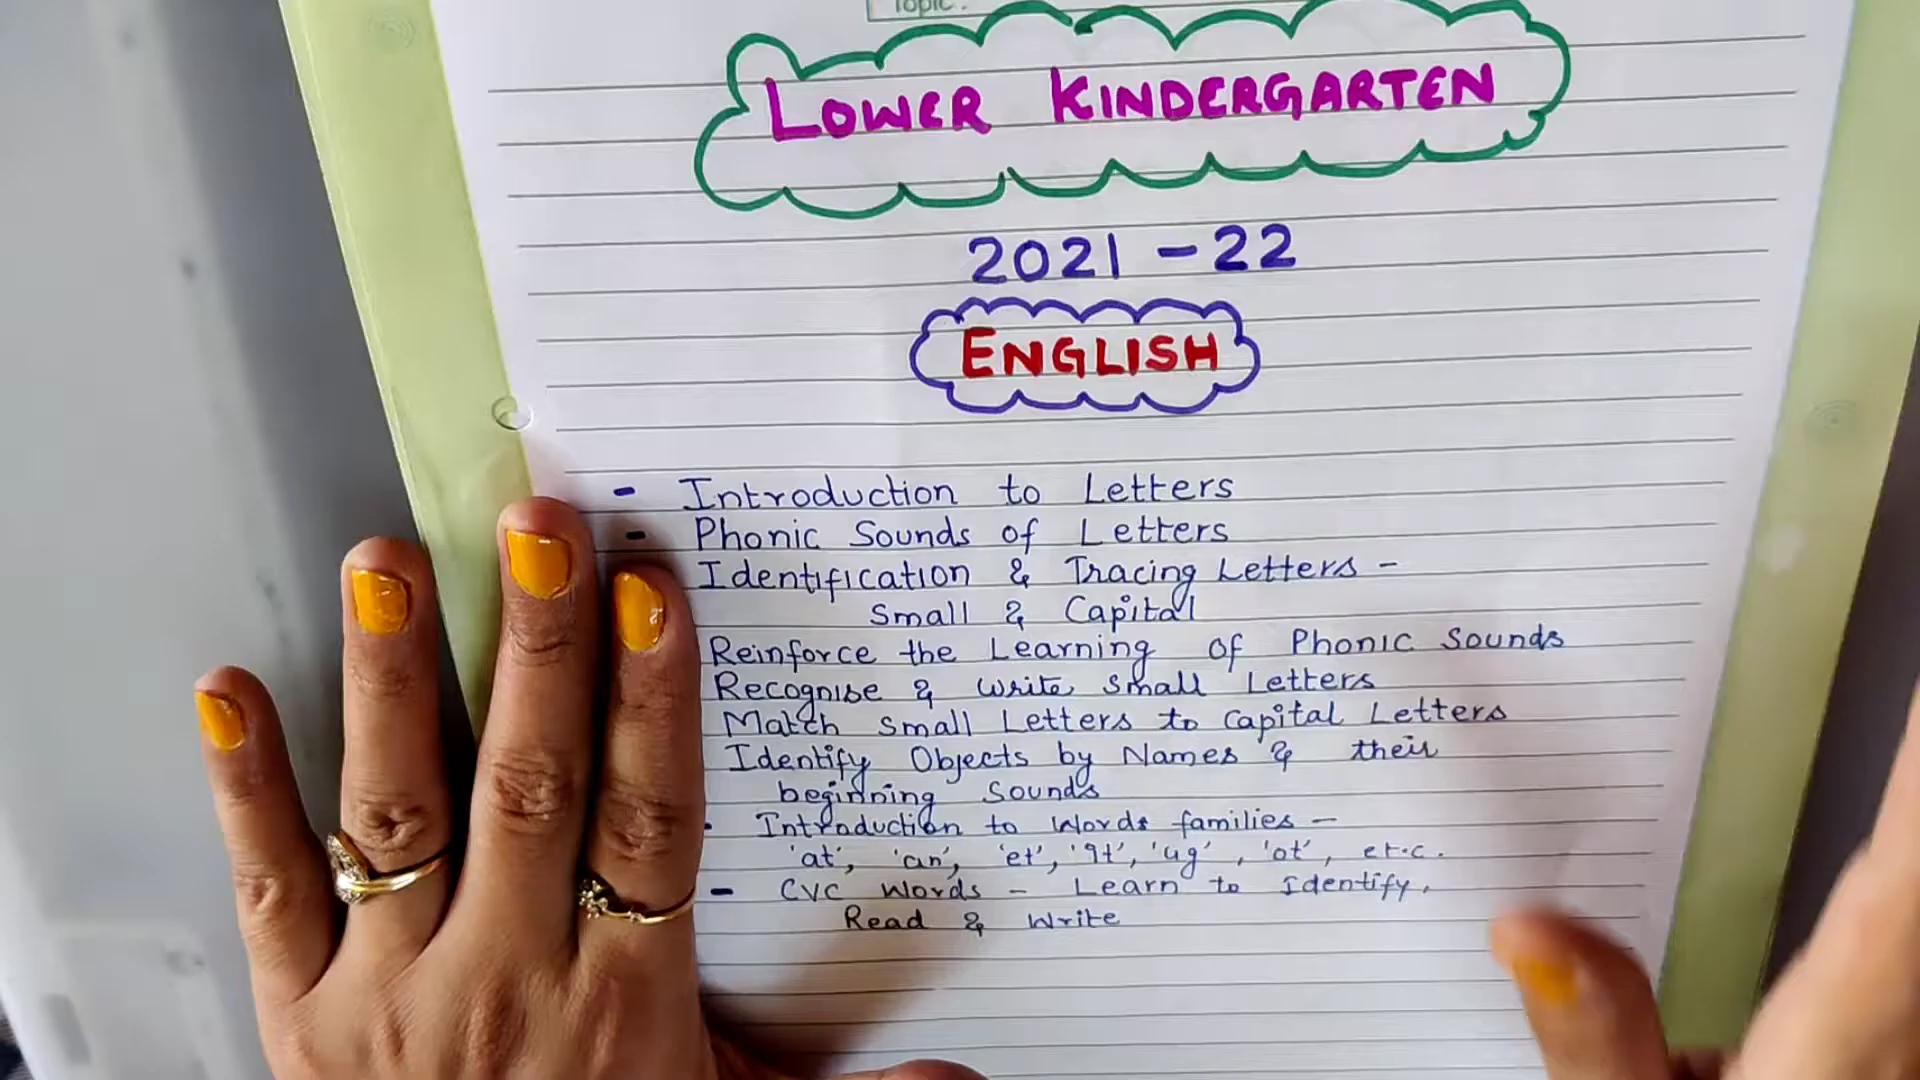 Topic :
LOWER KINDERGARTEN
2021 - 22
ENGLISH
- Introduction to Letters
- Phonic Sounds of Letters
Identification & Tracing Letters -
Small & Capital
Reinforce the Learning of Phonic Sounds
Recognise & Write Small Letters
Match Small Letters to Capital Letters
Identify Objects by Names & their
beginning Sounds
- Introduction to Words families -
'at', 'an', 'et', 'it', 'ug', 'ot', etc.
- CVC Words - Learn to Identify,
Read & Write